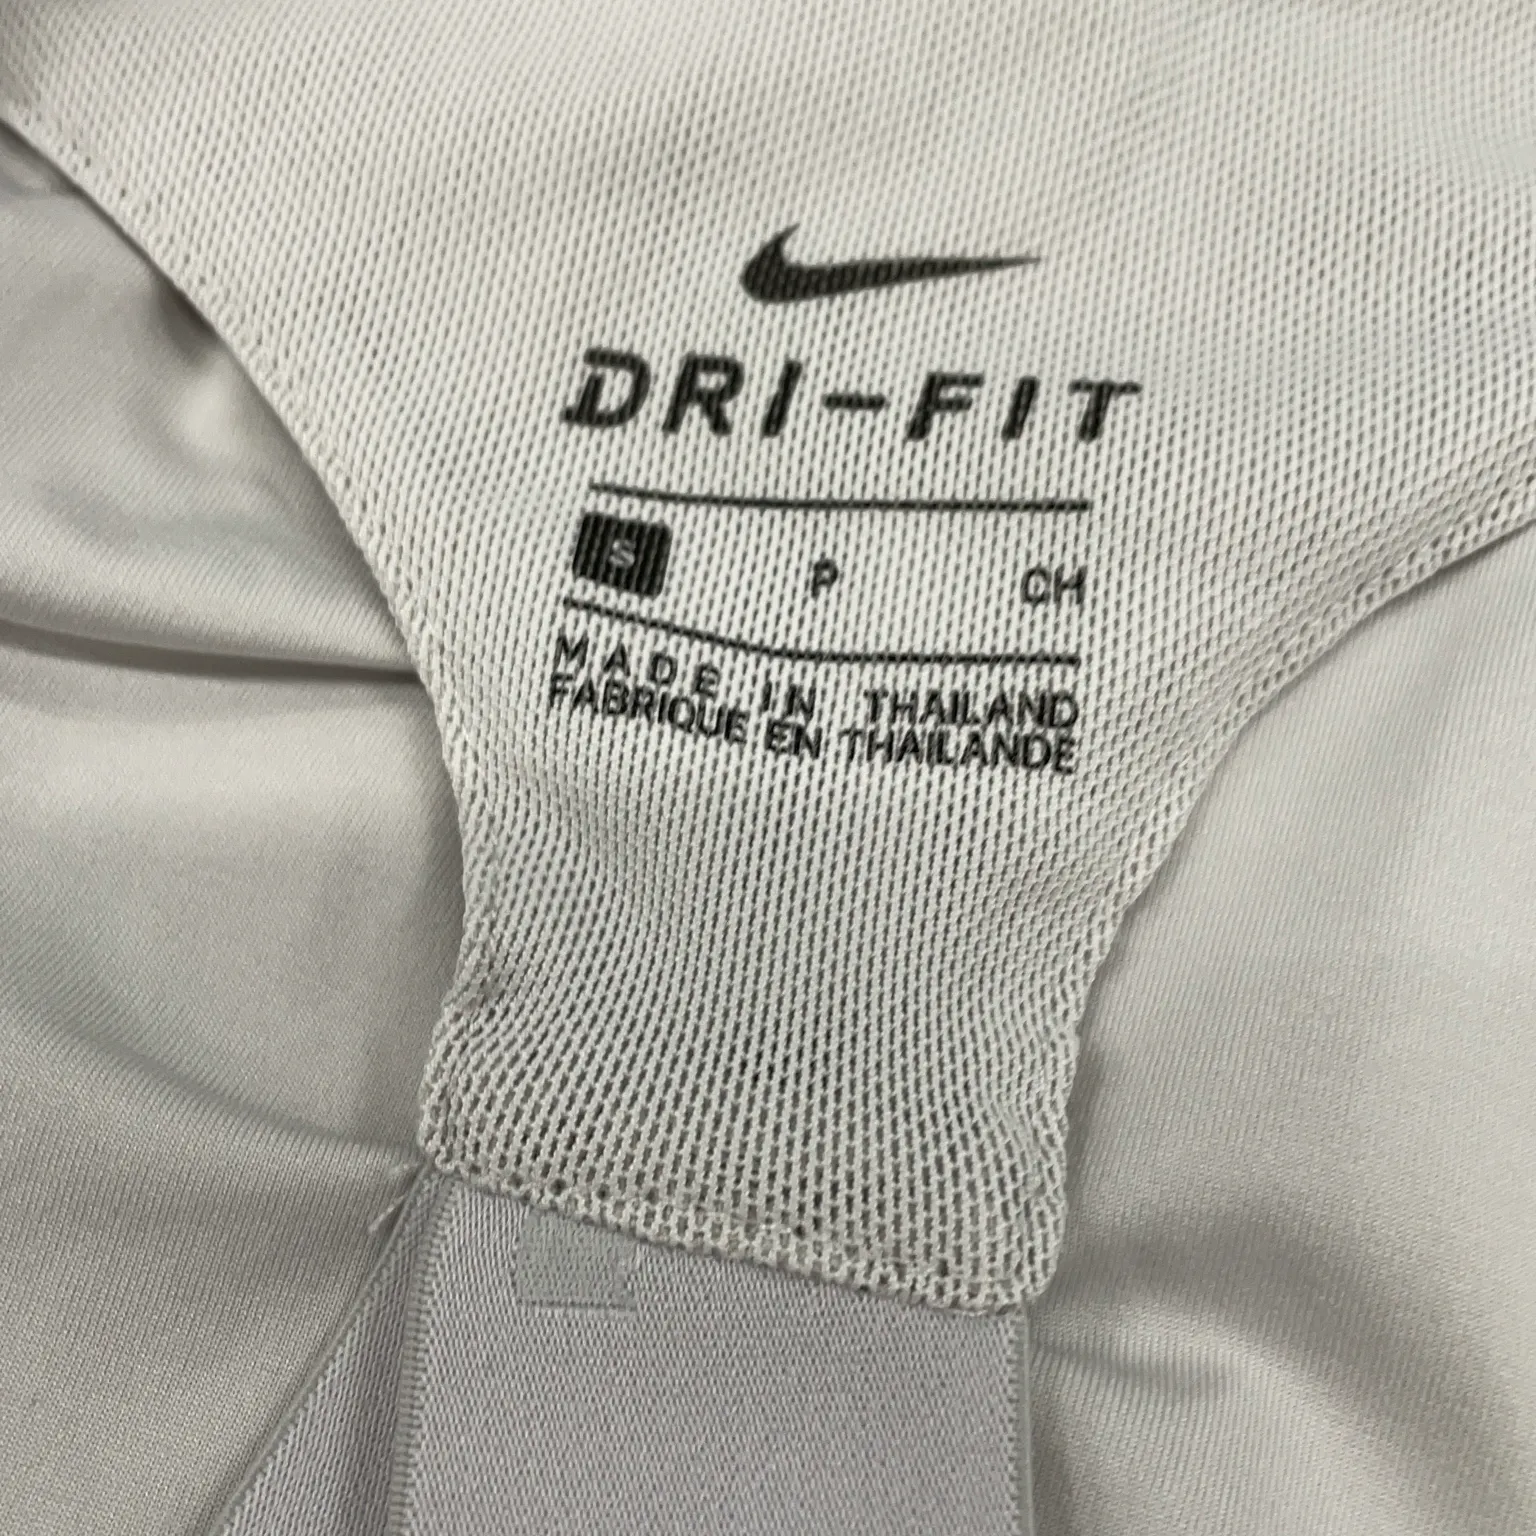 DRI-FIT
S P CH
MADE IN THAILAND
FABRIQUE EN THAILANDE